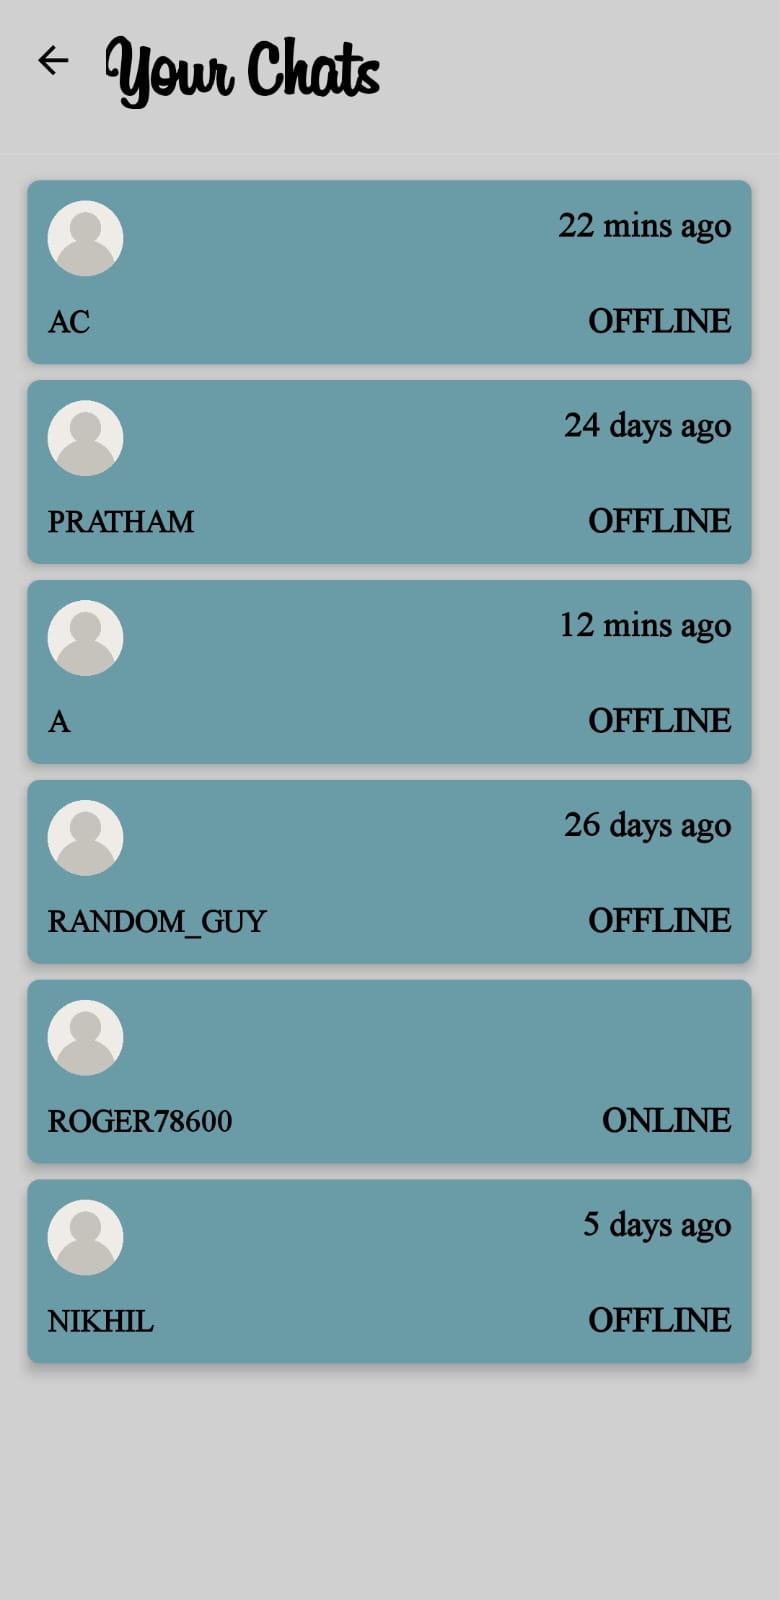 Your Chats
22 mins ago
AC OFFLINE
24 days ago
PRATHAM OFFLINE
12 mins ago
A OFFLINE
26 days ago
RANDOM_GUY OFFLINE
ROGER78600 ONLINE
5 days ago
NIKHIL OFFLINE